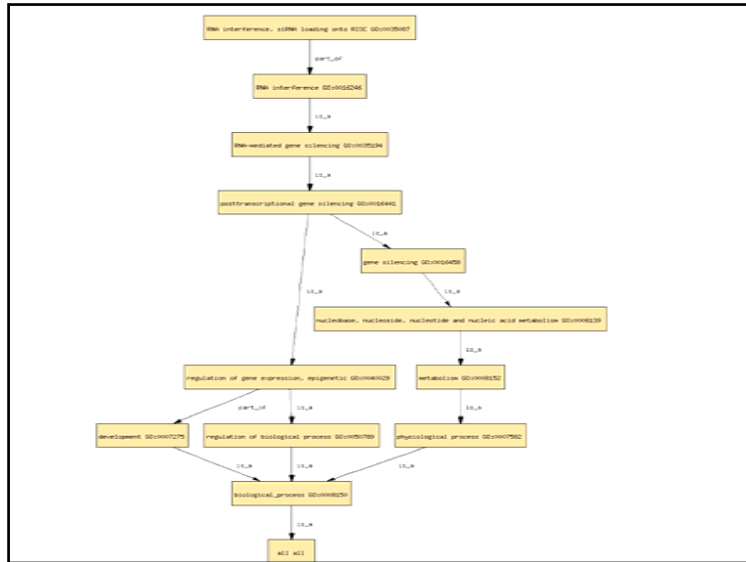 RNA interference, siRNA loading onto RISC GO:0035087
part_of
RNA interference GO:0016246
is_a
RNA-mediated gene silencing GO:0035194
is_a
posttranscriptional gene silencing GO:0016441
is_a
gene silencing GO:0016458
is_a
nucleobase, nucleoside, nucleotide and nucleic acid metabolism GO:0006139
is_a
regulation of gene expression, epigenetic GO:0040029
metabolism GO:0008152
part_of is_a is_a
development GO:0007275
regulation of biological process GO:0050789
physiological process GO:0007582
is_a is_a is_a
biological_process GO:0008150
is_a
all all